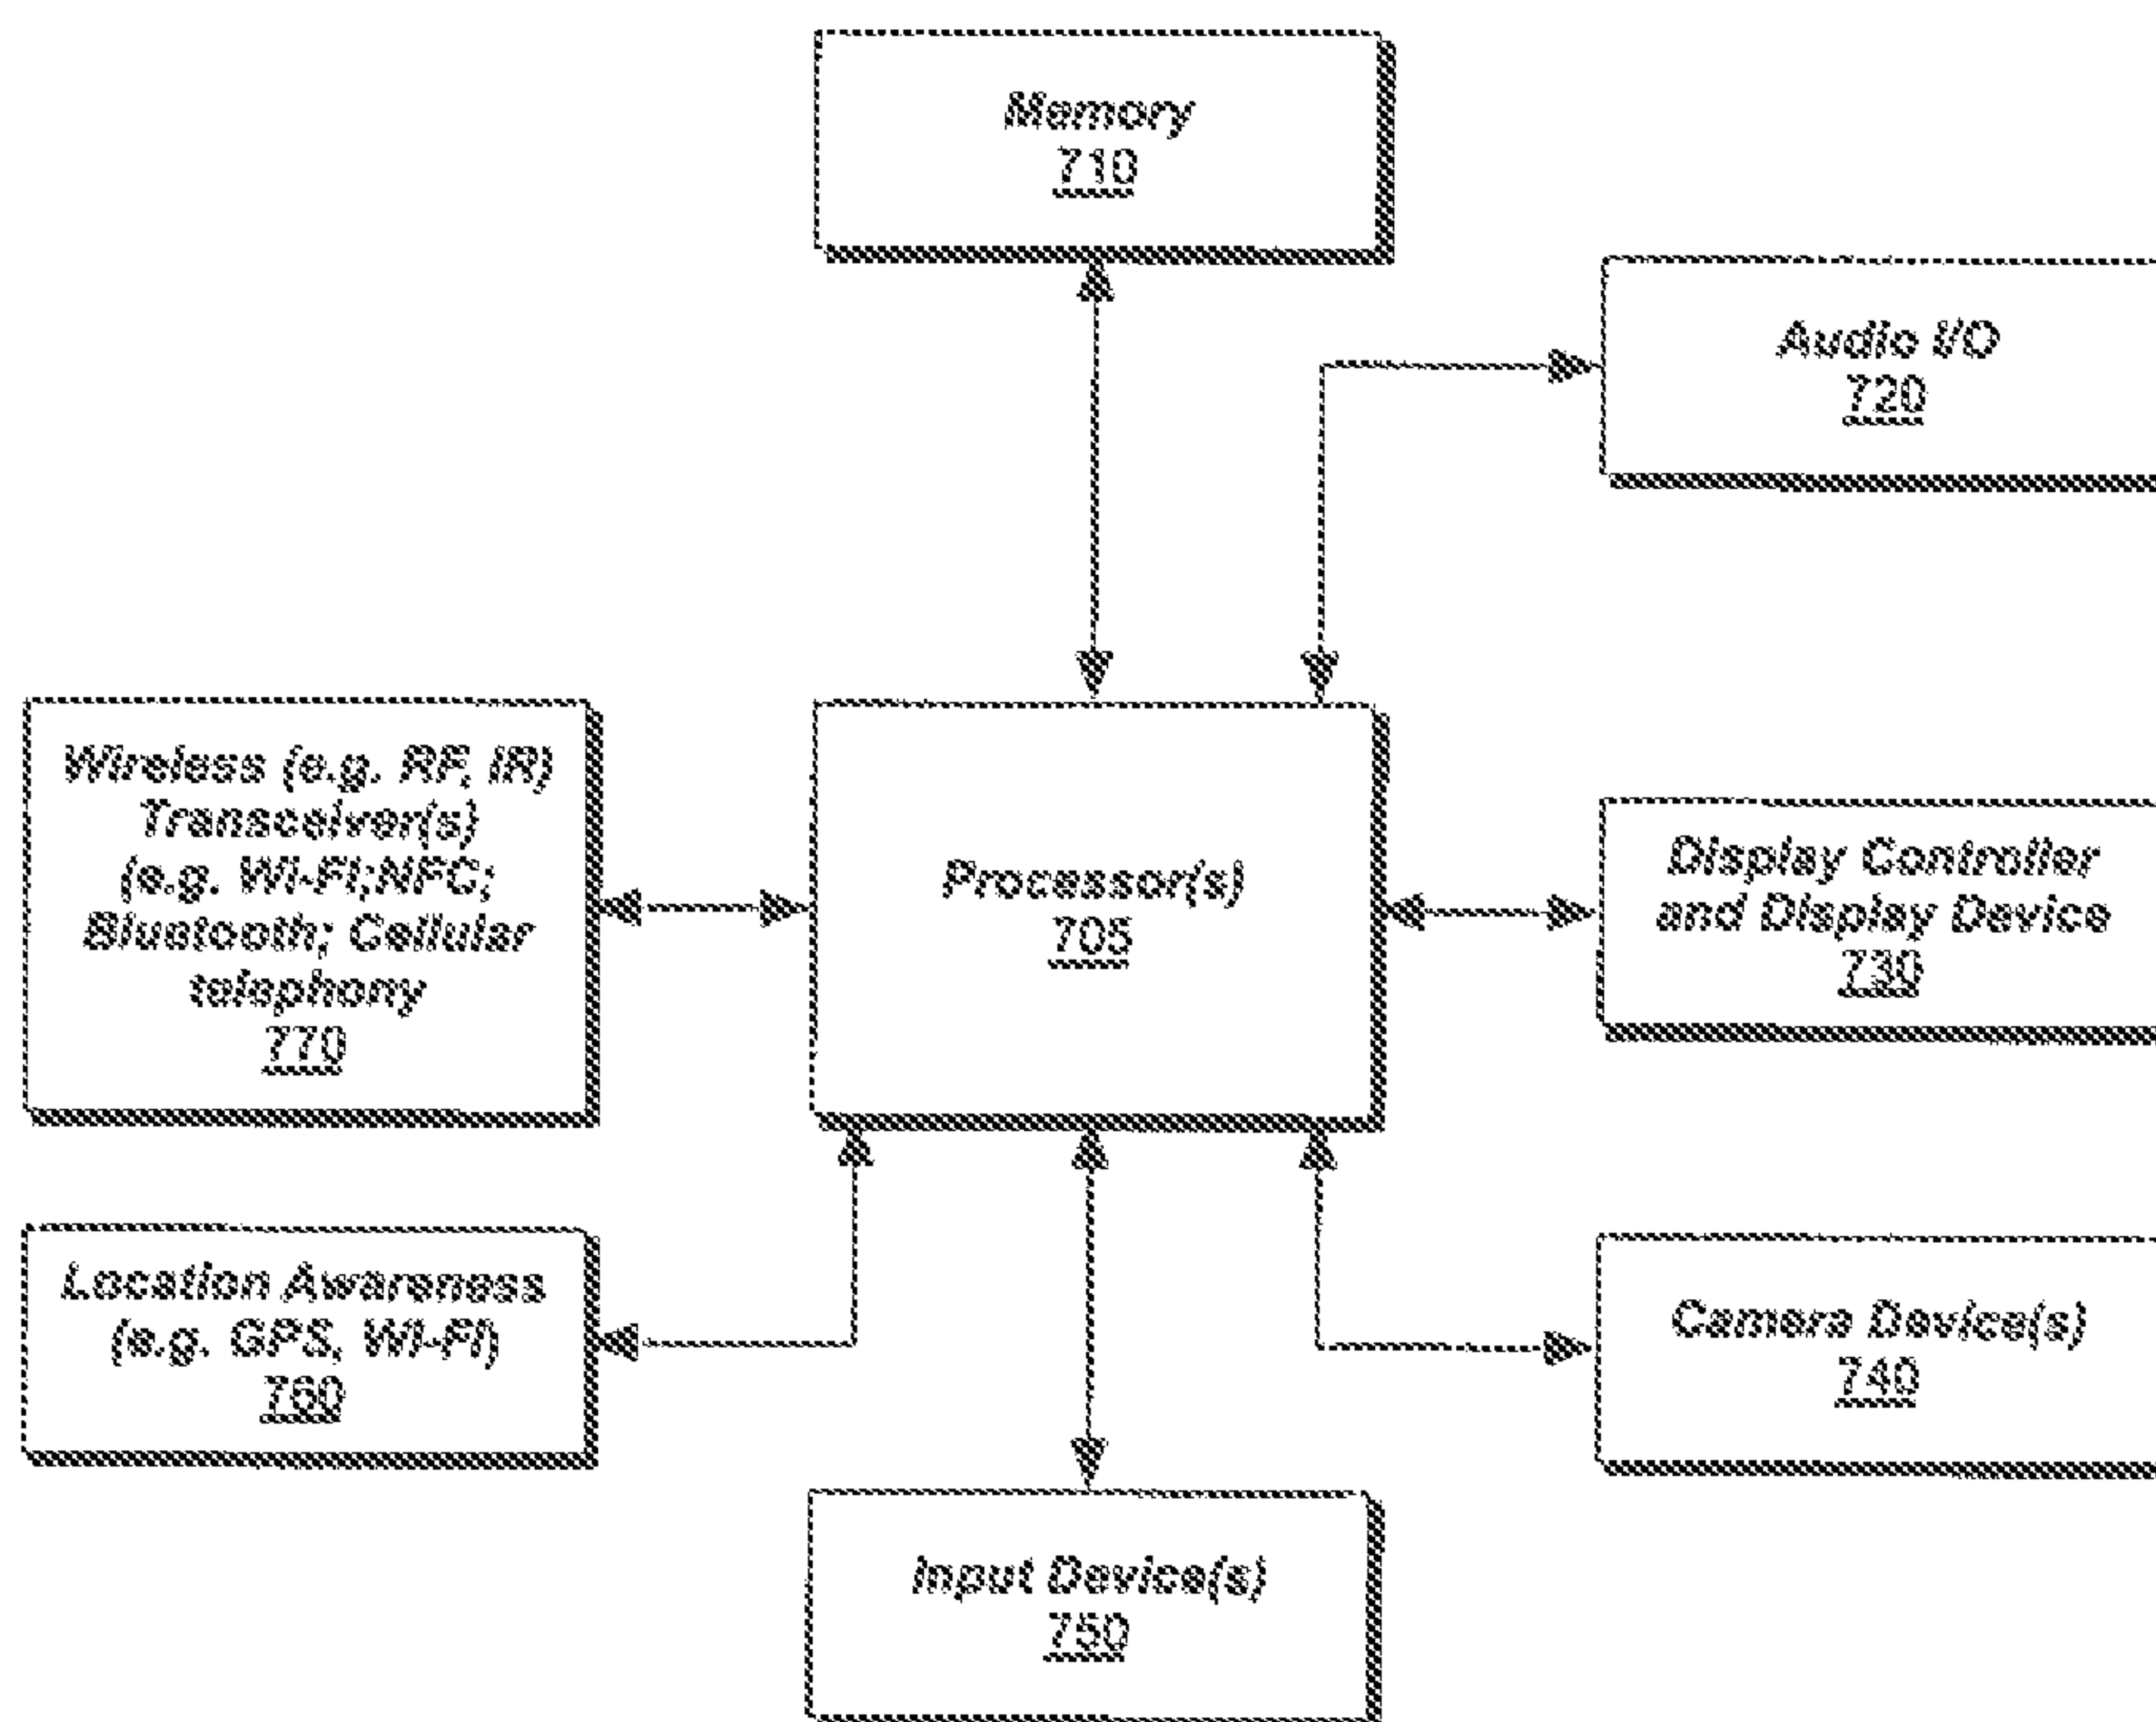 Memory
710
Audio I/O
720
Wireless (e.g. RF, IR)
Transceiver(s)
(e.g. Wi-Fi;NFC;
Bluetooth; Cellular
telephony
770
Processor(s)
705
Display Controller
and Display Device
730
Location Awareness
(e.g. GPS, Wi-Fi)
760
Camera Device(s)
740
Input Device(s)
750